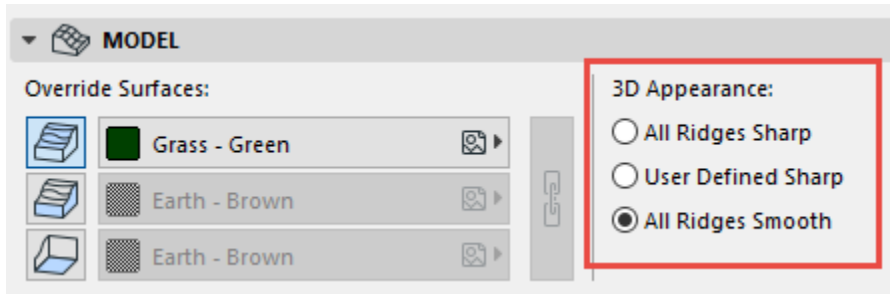 MODEL
Override Surfaces:
Grass - Green
Earth - Brown
Earth - Brown
3D Appearance:
All Ridges Sharp
User Defined Sharp
All Ridges Smooth